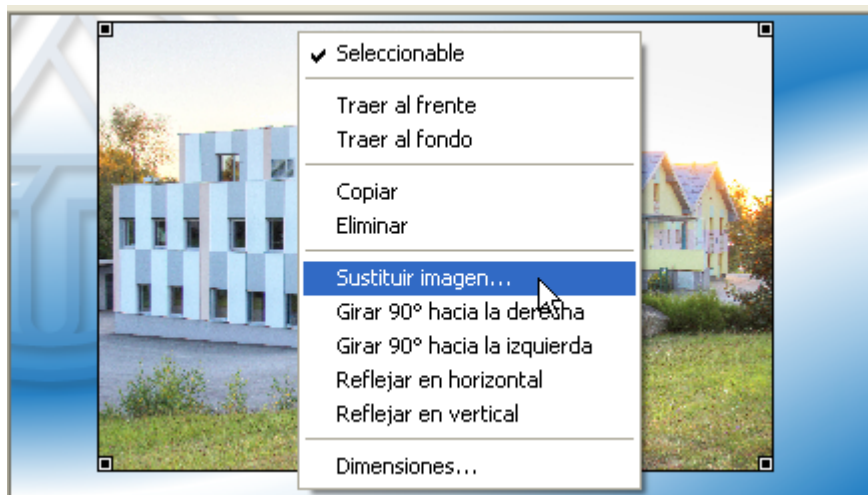 Seleccionable
Traer al frente
Traer al fondo
Copiar
Eliminar
Sustituir imagen...
Girar 90° hacia la derecha
Girar 90° hacia la izquierda
Reflejar en horizontal
Reflejar en vertical
Dimensiones...